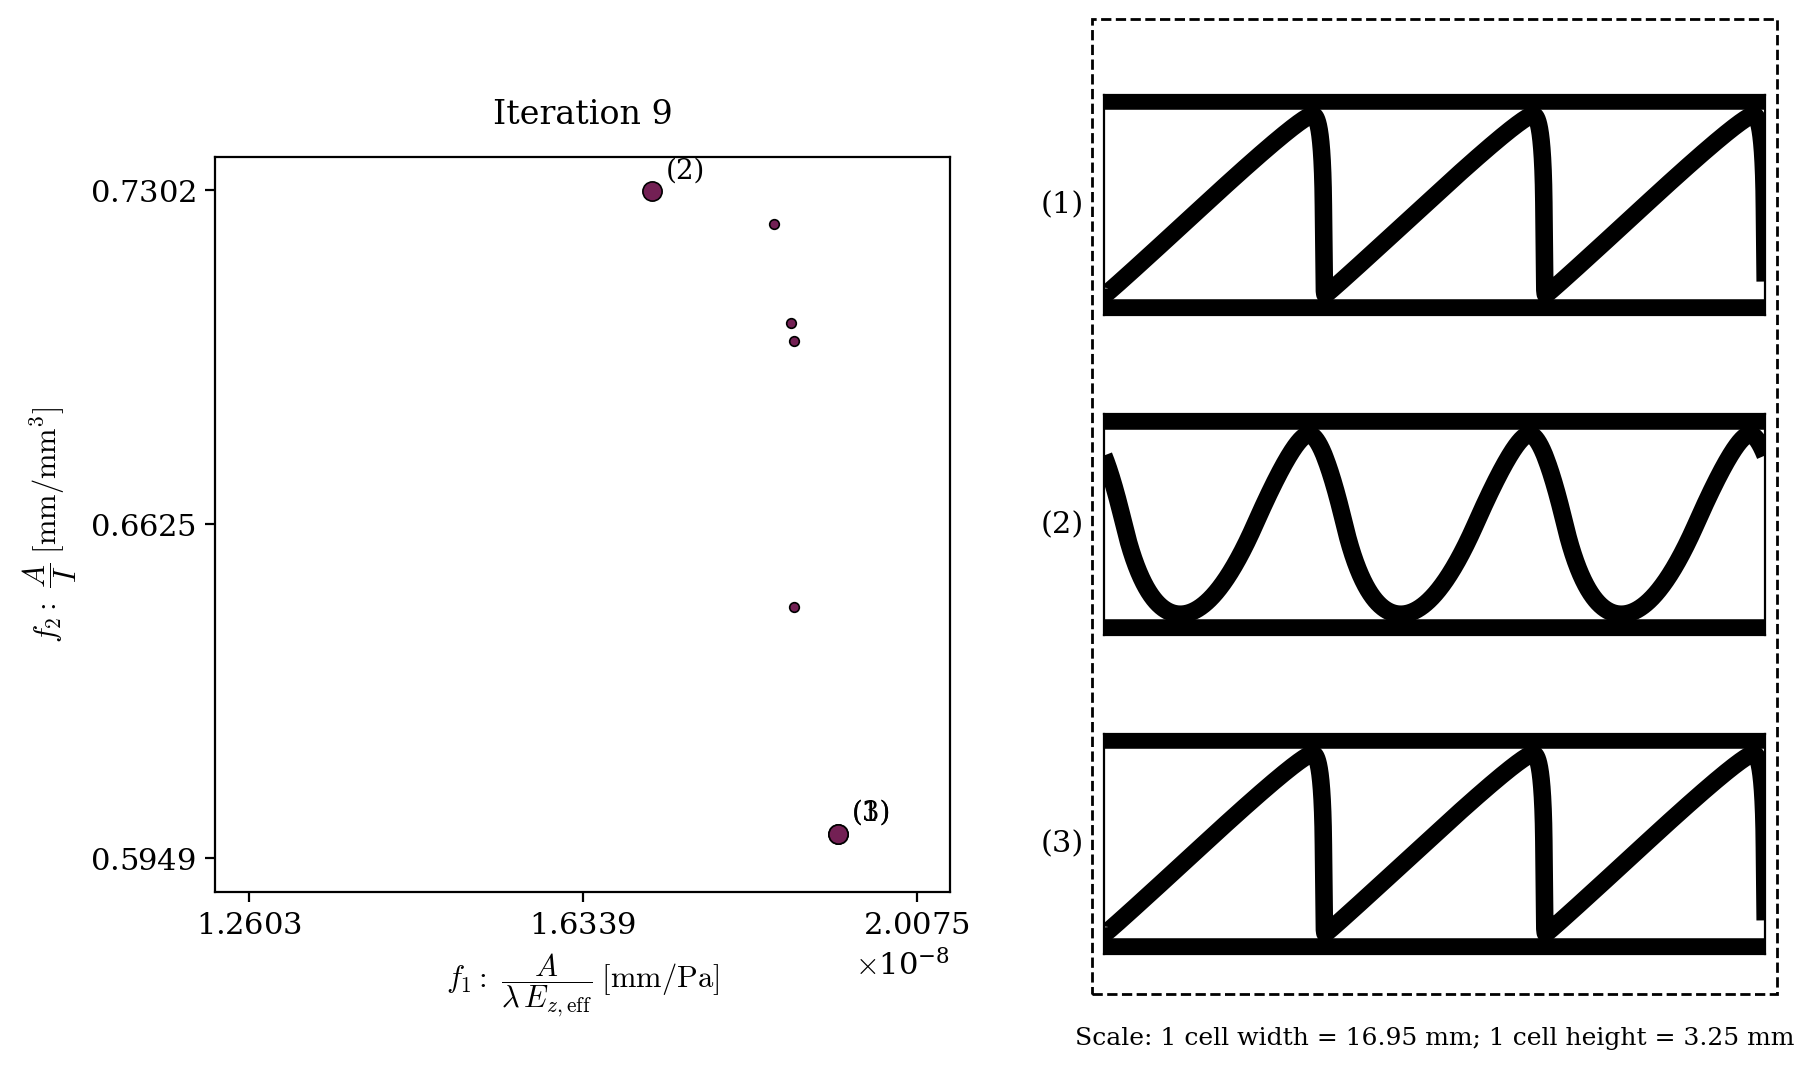 Iteration 9
(2)
0.7302
0.6625
0.5949
f₂ : A/I [mm/mm³]
(1)
(3)
1.2603 1.6339 2.0075
×10⁻⁸
f₁ : A/(λ E_z, eff) [mm/Pa]
(1)
(2)
(3)
Scale: 1 cell width = 16.95 mm; 1 cell height = 3.25 mm